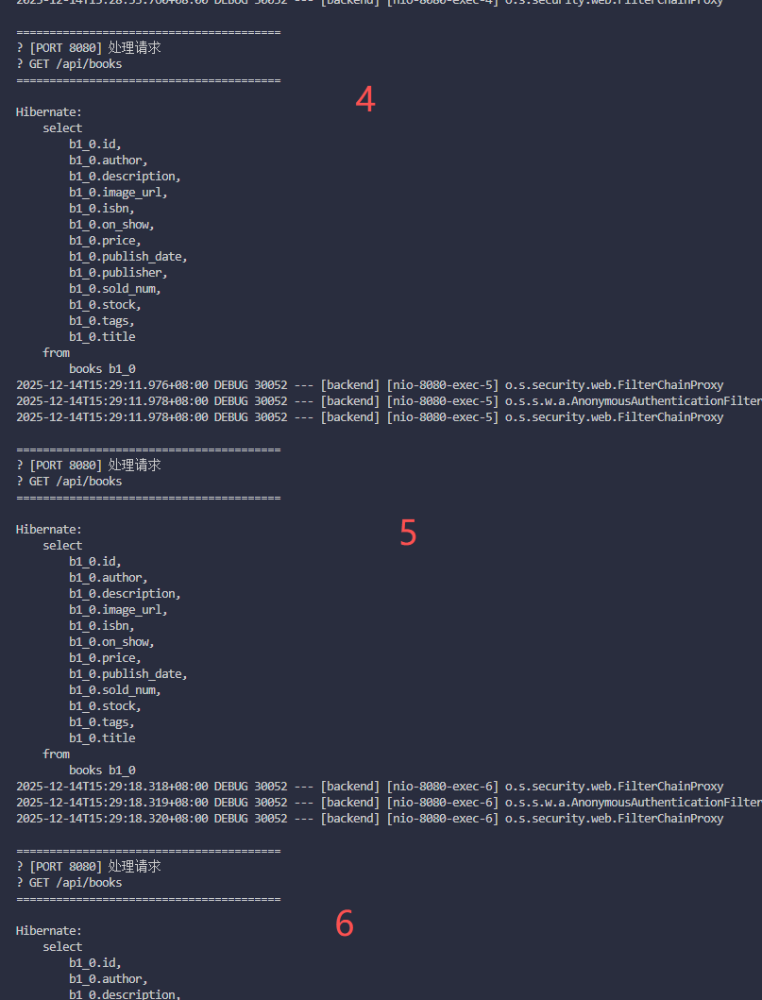 DEBUG 30052 --- [backend] [nio-8080-exec-4] o.s.security.web.FilterChainProxy
========================================
? [PORT 8080] 处理请求
? GET /api/books
========================================
4
Hibernate:
select
b1_0.id,
b1_0.author,
b1_0.description,
b1_0.image_url,
b1_0.isbn,
b1_0.on_show,
b1_0.price,
b1_0.publish_date,
b1_0.publisher,
b1_0.sold_num,
b1_0.stock,
b1_0.tags,
b1_0.title
from
books b1_0
2025-12-14T15:29:11.976+08:00 DEBUG 30052 --- [backend] [nio-8080-exec-5] o.s.security.web.FilterChainProxy
2025-12-14T15:29:11.978+08:00 DEBUG 30052 --- [backend] [nio-8080-exec-5] o.s.s.w.a.AnonymousAuthenticationFilter
2025-12-14T15:29:11.978+08:00 DEBUG 30052 --- [backend] [nio-8080-exec-5] o.s.security.web.FilterChainProxy
========================================
? [PORT 8080] 处理请求
? GET /api/books
========================================
5
Hibernate:
select
b1_0.id,
b1_0.author,
b1_0.description,
b1_0.image_url,
b1_0.isbn,
b1_0.on_show,
b1_0.price,
b1_0.publish_date,
b1_0.sold_num,
b1_0.stock,
b1_0.tags,
b1_0.title
from
books b1_0
2025-12-14T15:29:18.318+08:00 DEBUG 30052 --- [backend] [nio-8080-exec-6] o.s.security.web.FilterChainProxy
2025-12-14T15:29:18.319+08:00 DEBUG 30052 --- [backend] [nio-8080-exec-6] o.s.s.w.a.AnonymousAuthenticationFilter
2025-12-14T15:29:18.320+08:00 DEBUG 30052 --- [backend] [nio-8080-exec-6] o.s.security.web.FilterChainProxy
========================================
? [PORT 8080] 处理请求
? GET /api/books
========================================
6
Hibernate:
select
b1_0.id,
b1_0.author,
b1_0.description,